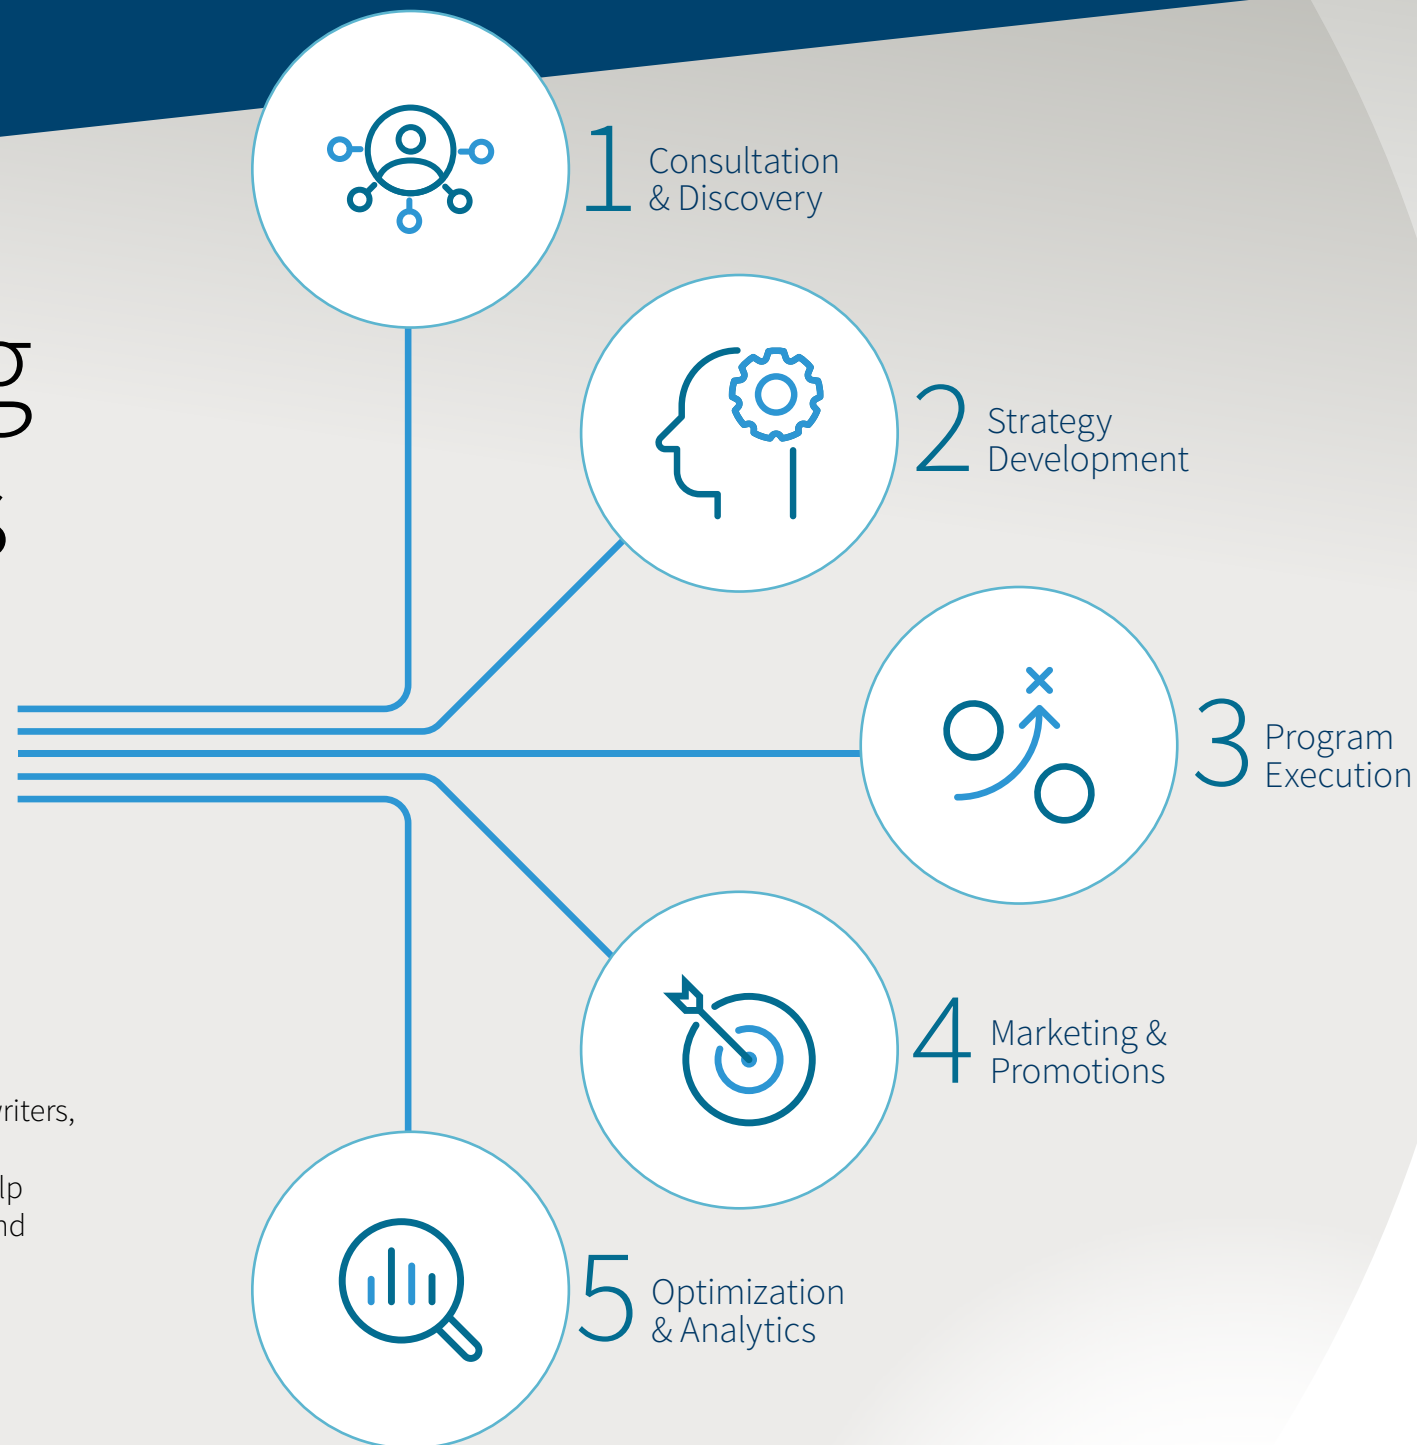 1 Consultation
& Discovery
2 Strategy
Development
3 Program
Execution
4 Marketing &
Promotions
5 Optimization
& Analytics